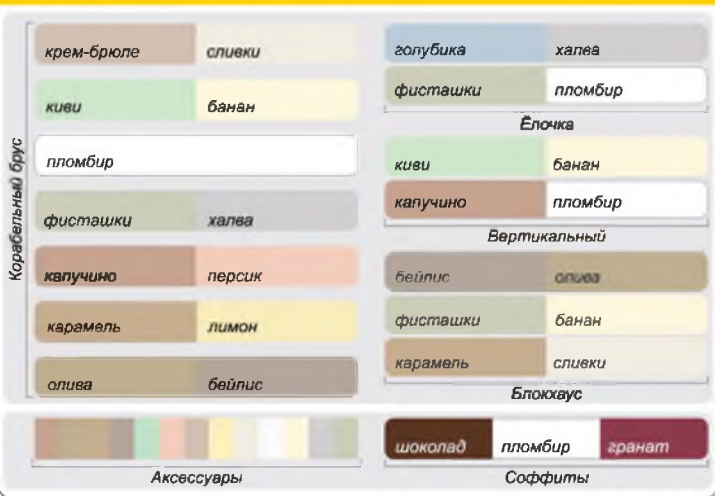 Корабельный брус
крем-брюле сливки
киви банан
пломбир
фисташки халва
капучино персик
карамель лимон
олива бейлис
голубика халва
фисташки пломбир
Ёлочка
киви банан
капучино пломбир
Вертикальный
бейлис олива
фисташки банан
карамель сливки
Блокхаус
Аксессуары
шоколад пломбир гранат
Соффиты